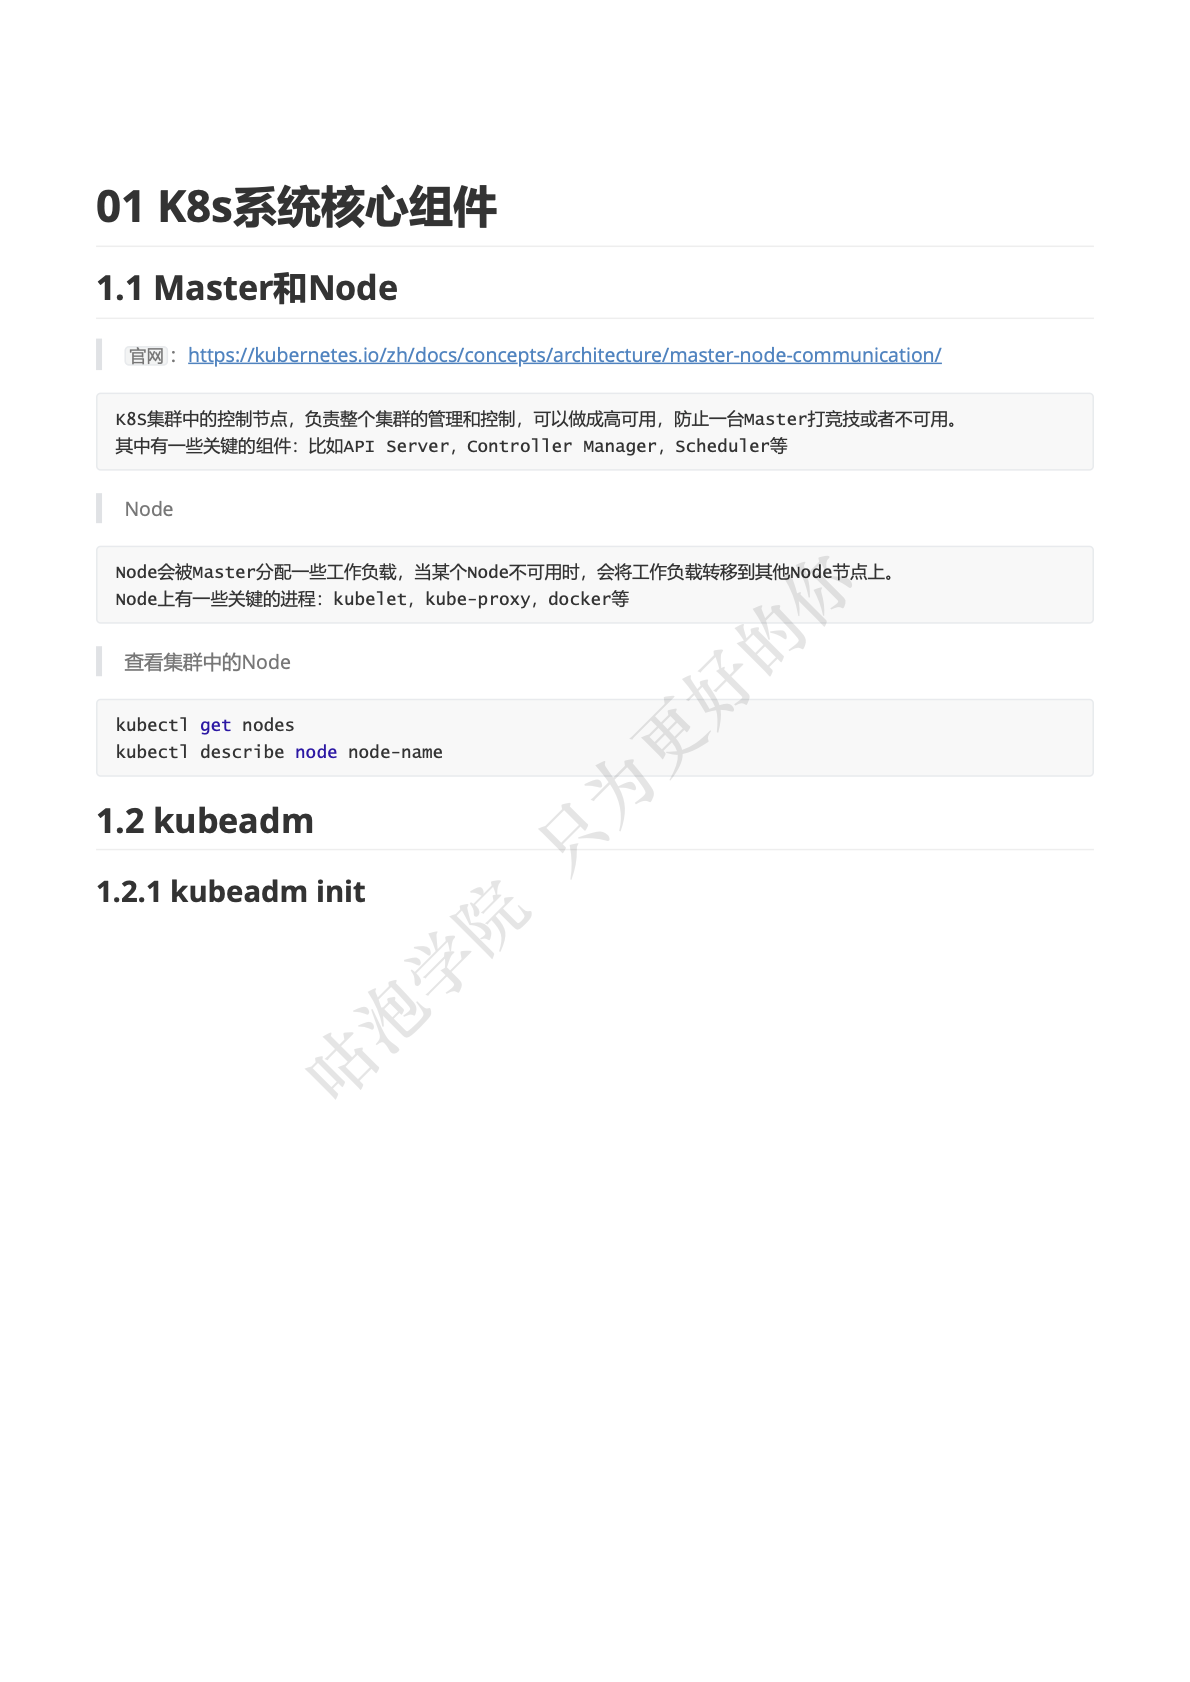 01 K8s系统核心组件
1.1 Master和Node
官网：https://kubernetes.io/zh/docs/concepts/architecture/master-node-communication/
K8S集群中的控制节点，负责整个集群的管理和控制，可以做成高可用，防止一台Master打竞技或者不可用。
其中有一些关键的组件：比如API Server，Controller Manager，Scheduler等
Node
Node会被Master分配一些工作负载，当某个Node不可用时，会将工作负载转移到其他Node节点上。
Node上有一些关键的进程：kubelet，kube-proxy，docker等
查看集群中的Node
kubectl get nodes
kubectl describe node node-name
1.2 kubeadm
1.2.1 kubeadm init
咕泡学院 只为更好的你